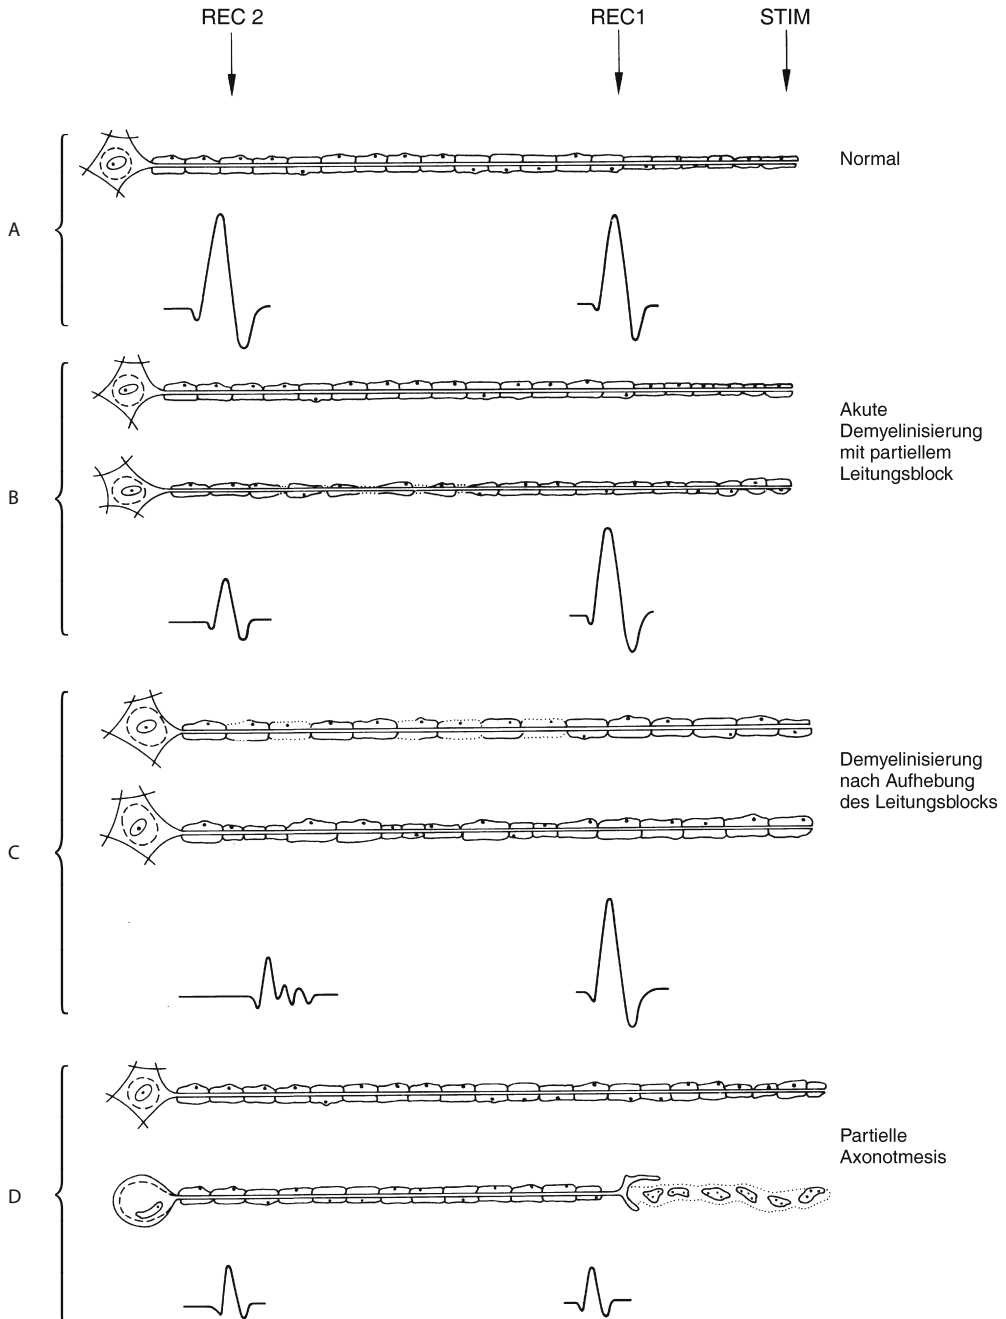 REC 2
REC1
STIM
Normal
A
Akute
Demyelinisierung
mit partiellem
Leitungsblock
B
Demyelinisierung
nach Aufhebung
des Leitungsblocks
C
Partielle
Axonotmesis
D